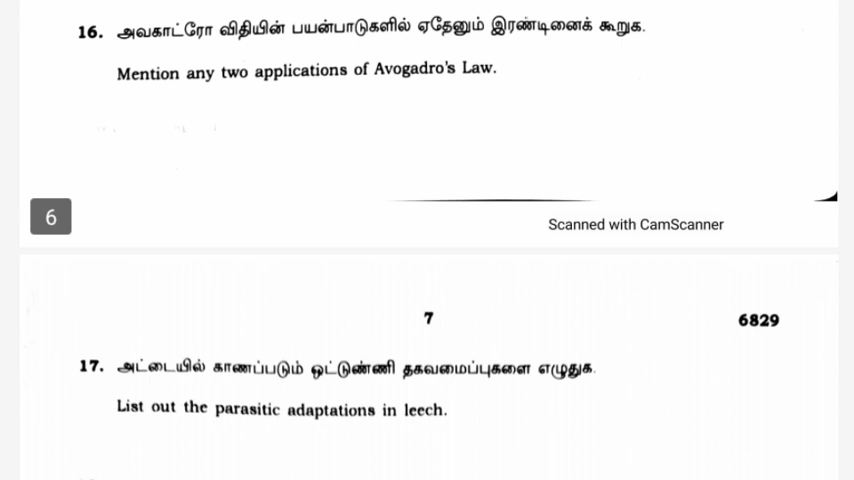 16. அவகாட்ரோ விதியின் பயன்பாடுகளில் ஏதேனும் இரண்டினைக் கூறுக.
Mention any two applications of Avogadro's Law.
6
Scanned with CamScanner
7 6829
17. அட்டையில் காணப்படும் ஒட்டுண்ணி தகவமைப்புகளை எழுதுக.
List out the parasitic adaptations in leech.